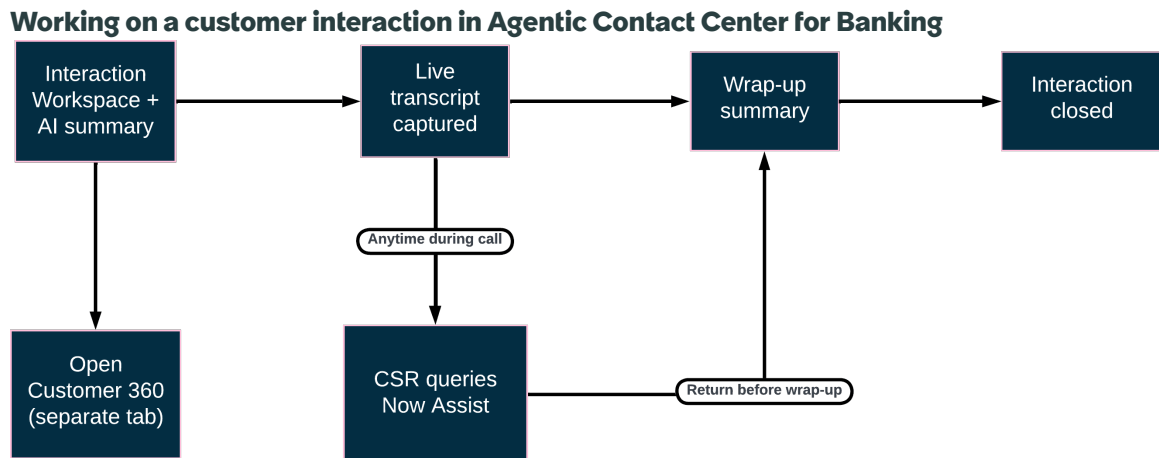 Working on a customer interaction in Agentic Contact Center for Banking
Interaction
Workspace +
AI summary
Live
transcript
captured
Wrap-up
summary
Interaction
closed
Anytime during call
Open
Customer 360
(separate tab)
CSR queries
Now Assist
Return before wrap-up